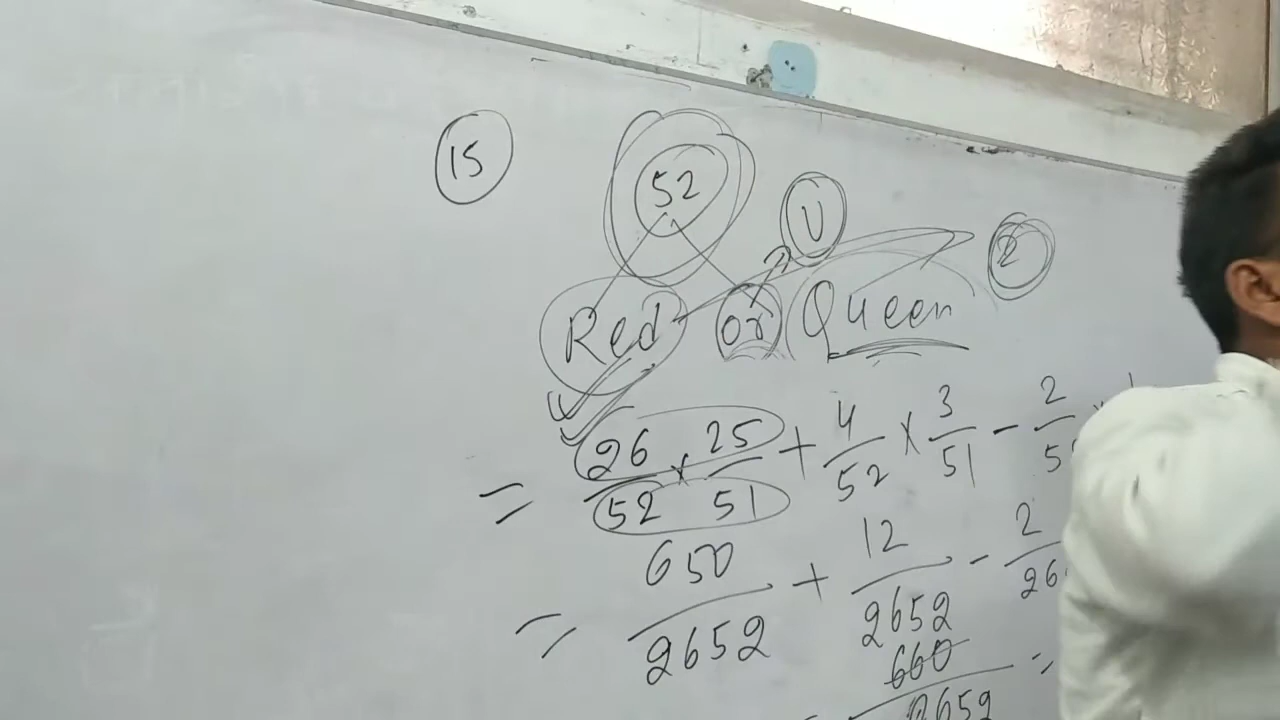 15
52
U
Red or Queen 2
= 26/52 × 25/51 + 4/52 × 3/51 - 2/5
= 650/2652 + 12/2652 - 2/26
660/2652 =